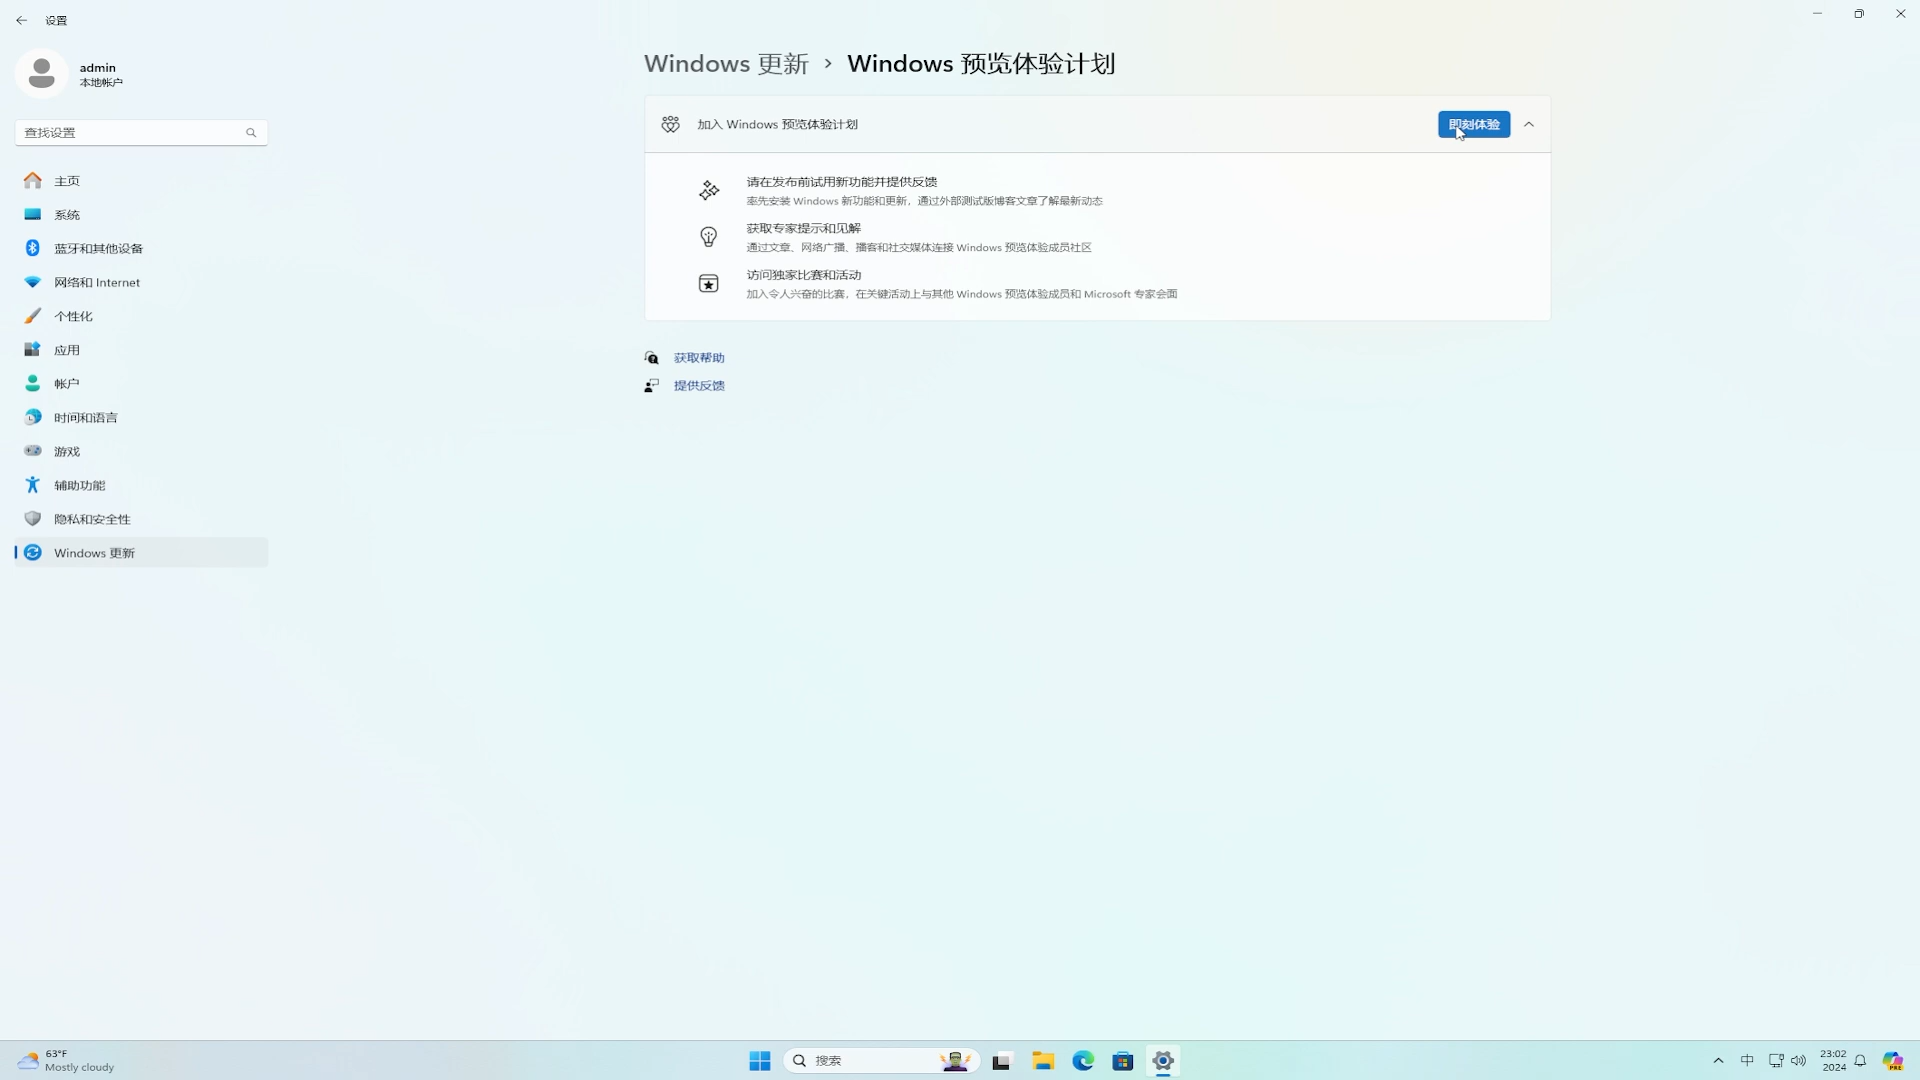 设置
admin
本地帐户
查找设置
主页
系统
蓝牙和其他设备
网络和 Internet
个性化
应用
帐户
时间和语言
游戏
辅助功能
隐私和安全性
Windows 更新
Windows 更新 › Windows 预览体验计划
加入 Windows 预览体验计划
即刻体验
请在发布前试用新功能并提供反馈
率先安装 Windows 新功能和更新，通过外部测试版博客文章了解最新动态
获取专家提示和见解
通过文章、网络广播、播客和社交媒体连接 Windows 预览体验成员社区
访问独家比赛和活动
加入令人兴奋的比赛，在关键活动上与其他 Windows 预览体验成员和 Microsoft 专家会面
获取帮助
提供反馈
63°F
Mostly cloudy
搜索
中
23:02
2024
PRE